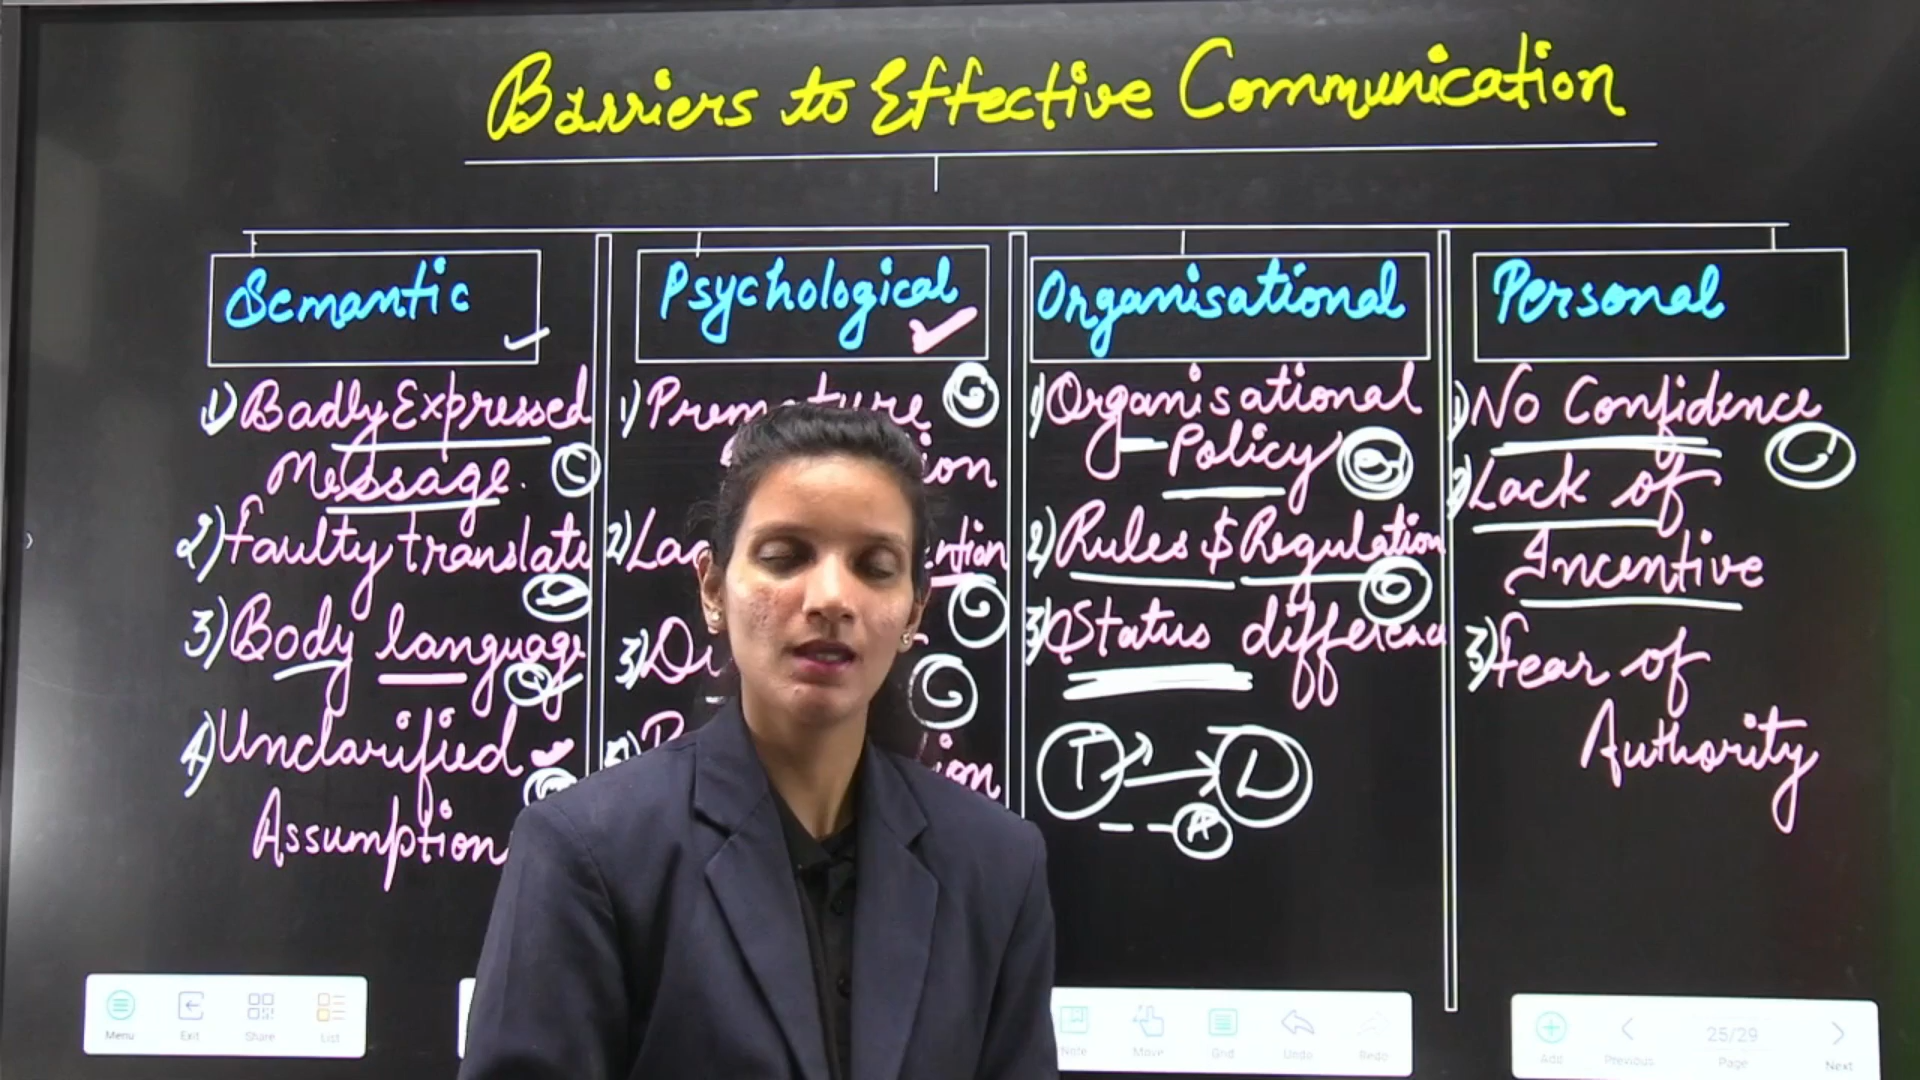 Barriers to Effective Communication
Semantic
Psychological
Organisational
Personal
1) Badly Expressed
Message.
2) Faulty translate
3) Body language
4) Unclarified
Assumption
1)
2)
3)
1) Organisational
Policy
2) Rules $ Regulation
3) Status difference
T
L
1) No Confidence
2) Lack of
Incentive
3) Fear of
Authority
Menu
Exit
Share
List
Note
Move
Grid
Undo
Redo
Add
Previous
25/29
Page
Next